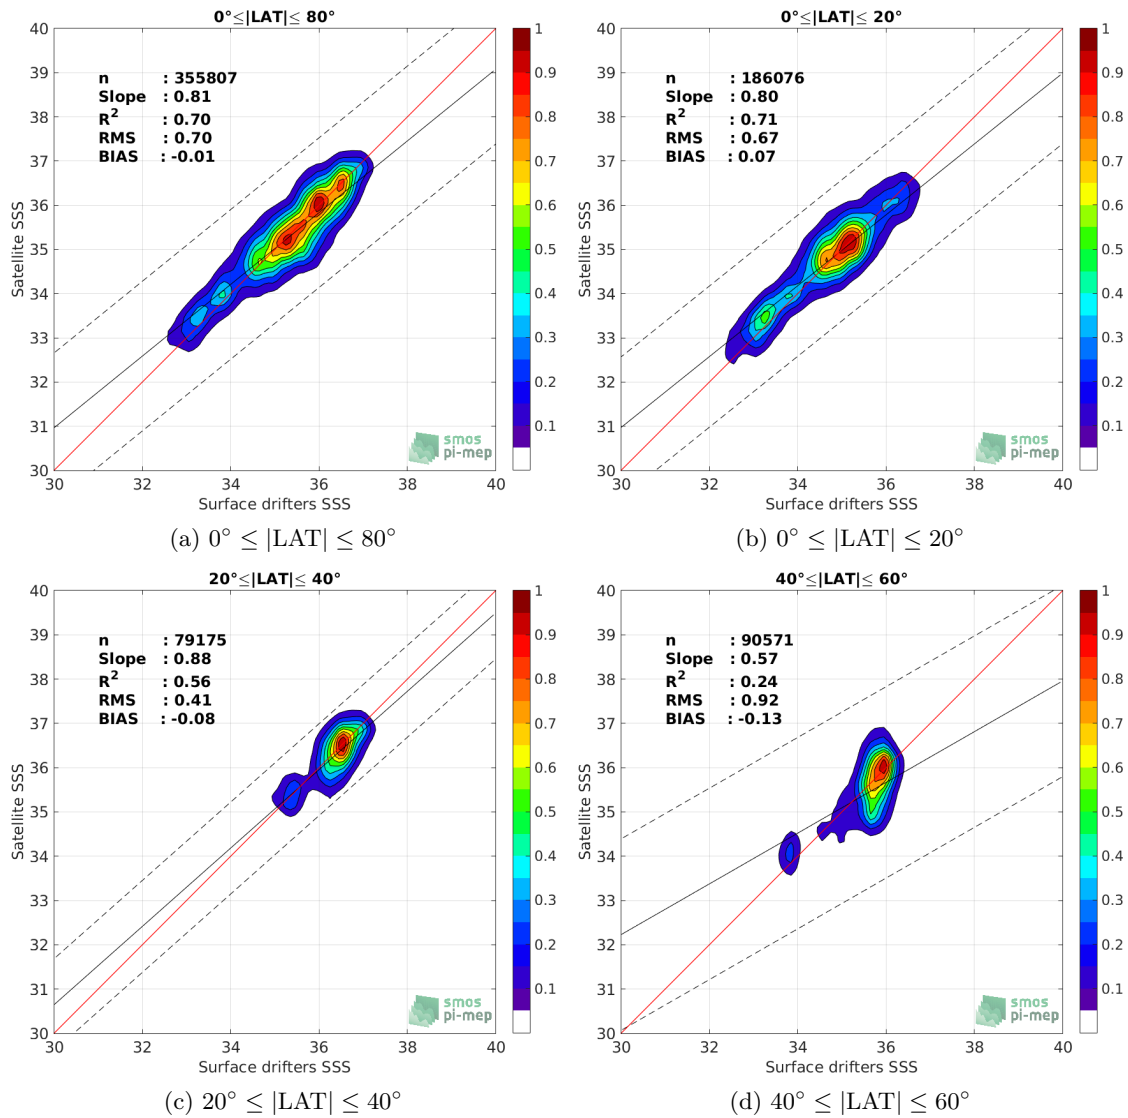 0°≤|LAT|≤ 80°
n : 355807
Slope : 0.81
R² : 0.70
RMS : 0.70
BIAS : -0.01
Satellite SSS
40
39
38
37
36
35
34
33
32
31
30
30 32 34 36 38 40
Surface drifters SSS
1
0.9
0.8
0.7
0.6
0.5
0.4
0.3
0.2
0.1
smos
pi-mep
(a) 0° ≤ |LAT| ≤ 80°
0°≤|LAT|≤ 20°
n : 186076
Slope : 0.80
R² : 0.71
RMS : 0.67
BIAS : 0.07
Satellite SSS
40
39
38
37
36
35
34
33
32
31
30
30 32 34 36 38 40
Surface drifters SSS
1
0.9
0.8
0.7
0.6
0.5
0.4
0.3
0.2
0.1
smos
pi-mep
(b) 0° ≤ |LAT| ≤ 20°
20°≤|LAT|≤ 40°
n : 79175
Slope : 0.88
R² : 0.56
RMS : 0.41
BIAS : -0.08
Satellite SSS
40
39
38
37
36
35
34
33
32
31
30
30 32 34 36 38 40
Surface drifters SSS
1
0.9
0.8
0.7
0.6
0.5
0.4
0.3
0.2
0.1
smos
pi-mep
(c) 20° ≤ |LAT| ≤ 40°
40°≤|LAT|≤ 60°
n : 90571
Slope : 0.57
R² : 0.24
RMS : 0.92
BIAS : -0.13
Satellite SSS
40
39
38
37
36
35
34
33
32
31
30
30 32 34 36 38 40
Surface drifters SSS
1
0.9
0.8
0.7
0.6
0.5
0.4
0.3
0.2
0.1
smos
pi-mep
(d) 40° ≤ |LAT| ≤ 60°